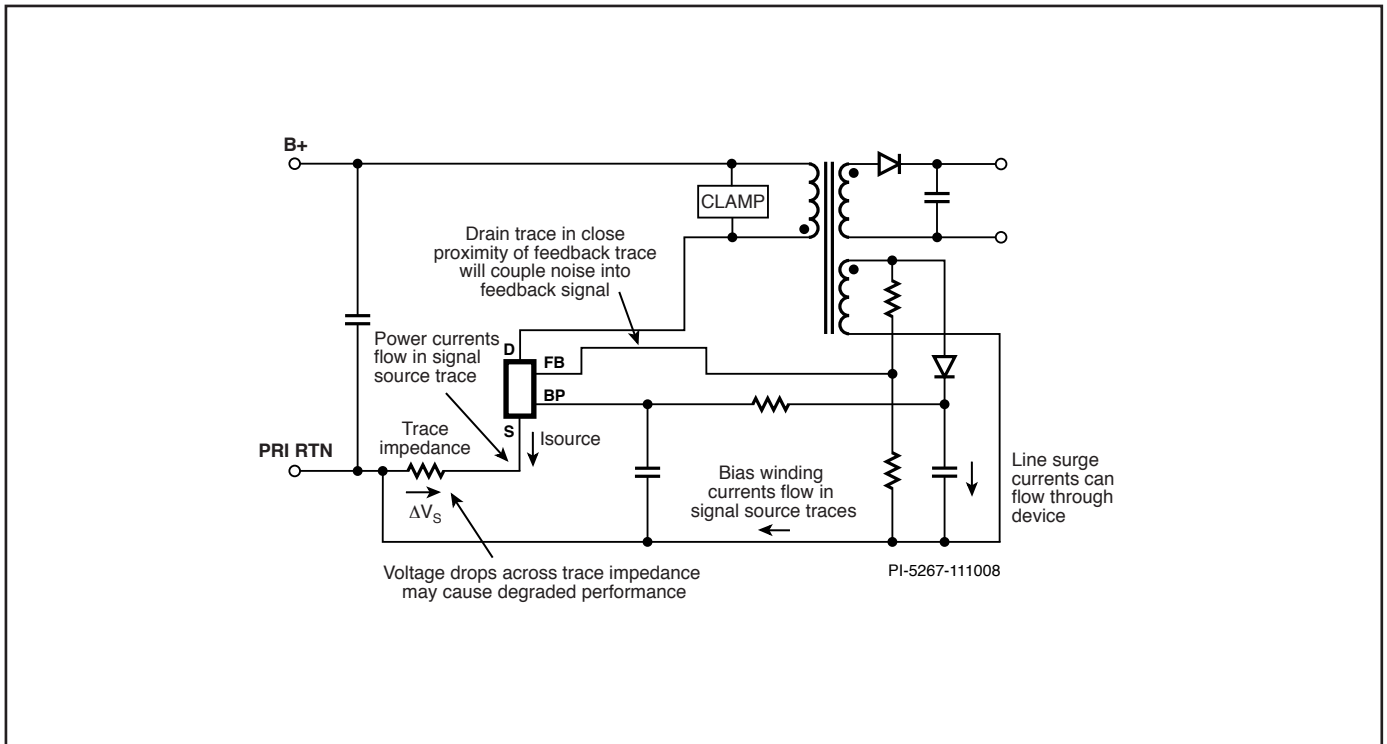 B+
CLAMP
Drain trace in close
proximity of feedback trace
will couple noise into
feedback signal
Power currents
flow in signal
source trace
D
FB
BP
S
Isource
Trace
impedance
PRI RTN
ΔVS
Bias winding
currents flow in
signal source traces
Line surge
currents can
flow through
device
Voltage drops across trace impedance
may cause degraded performance
PI-5267-111008